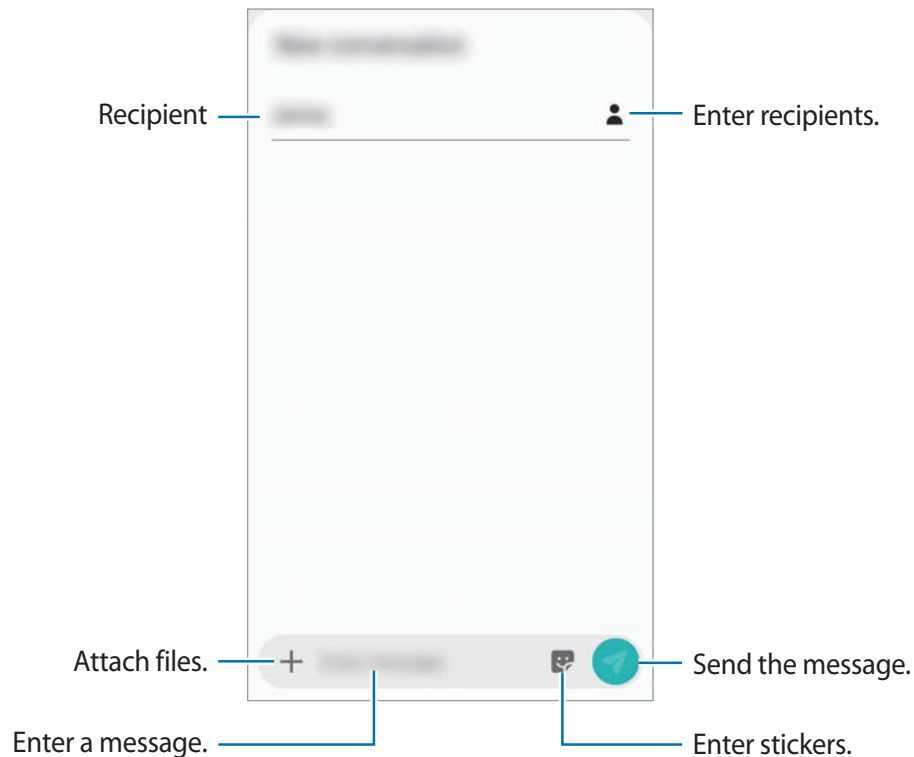 Recipient
Enter recipients.
Attach files.
Send the message.
Enter a message.
Enter stickers.